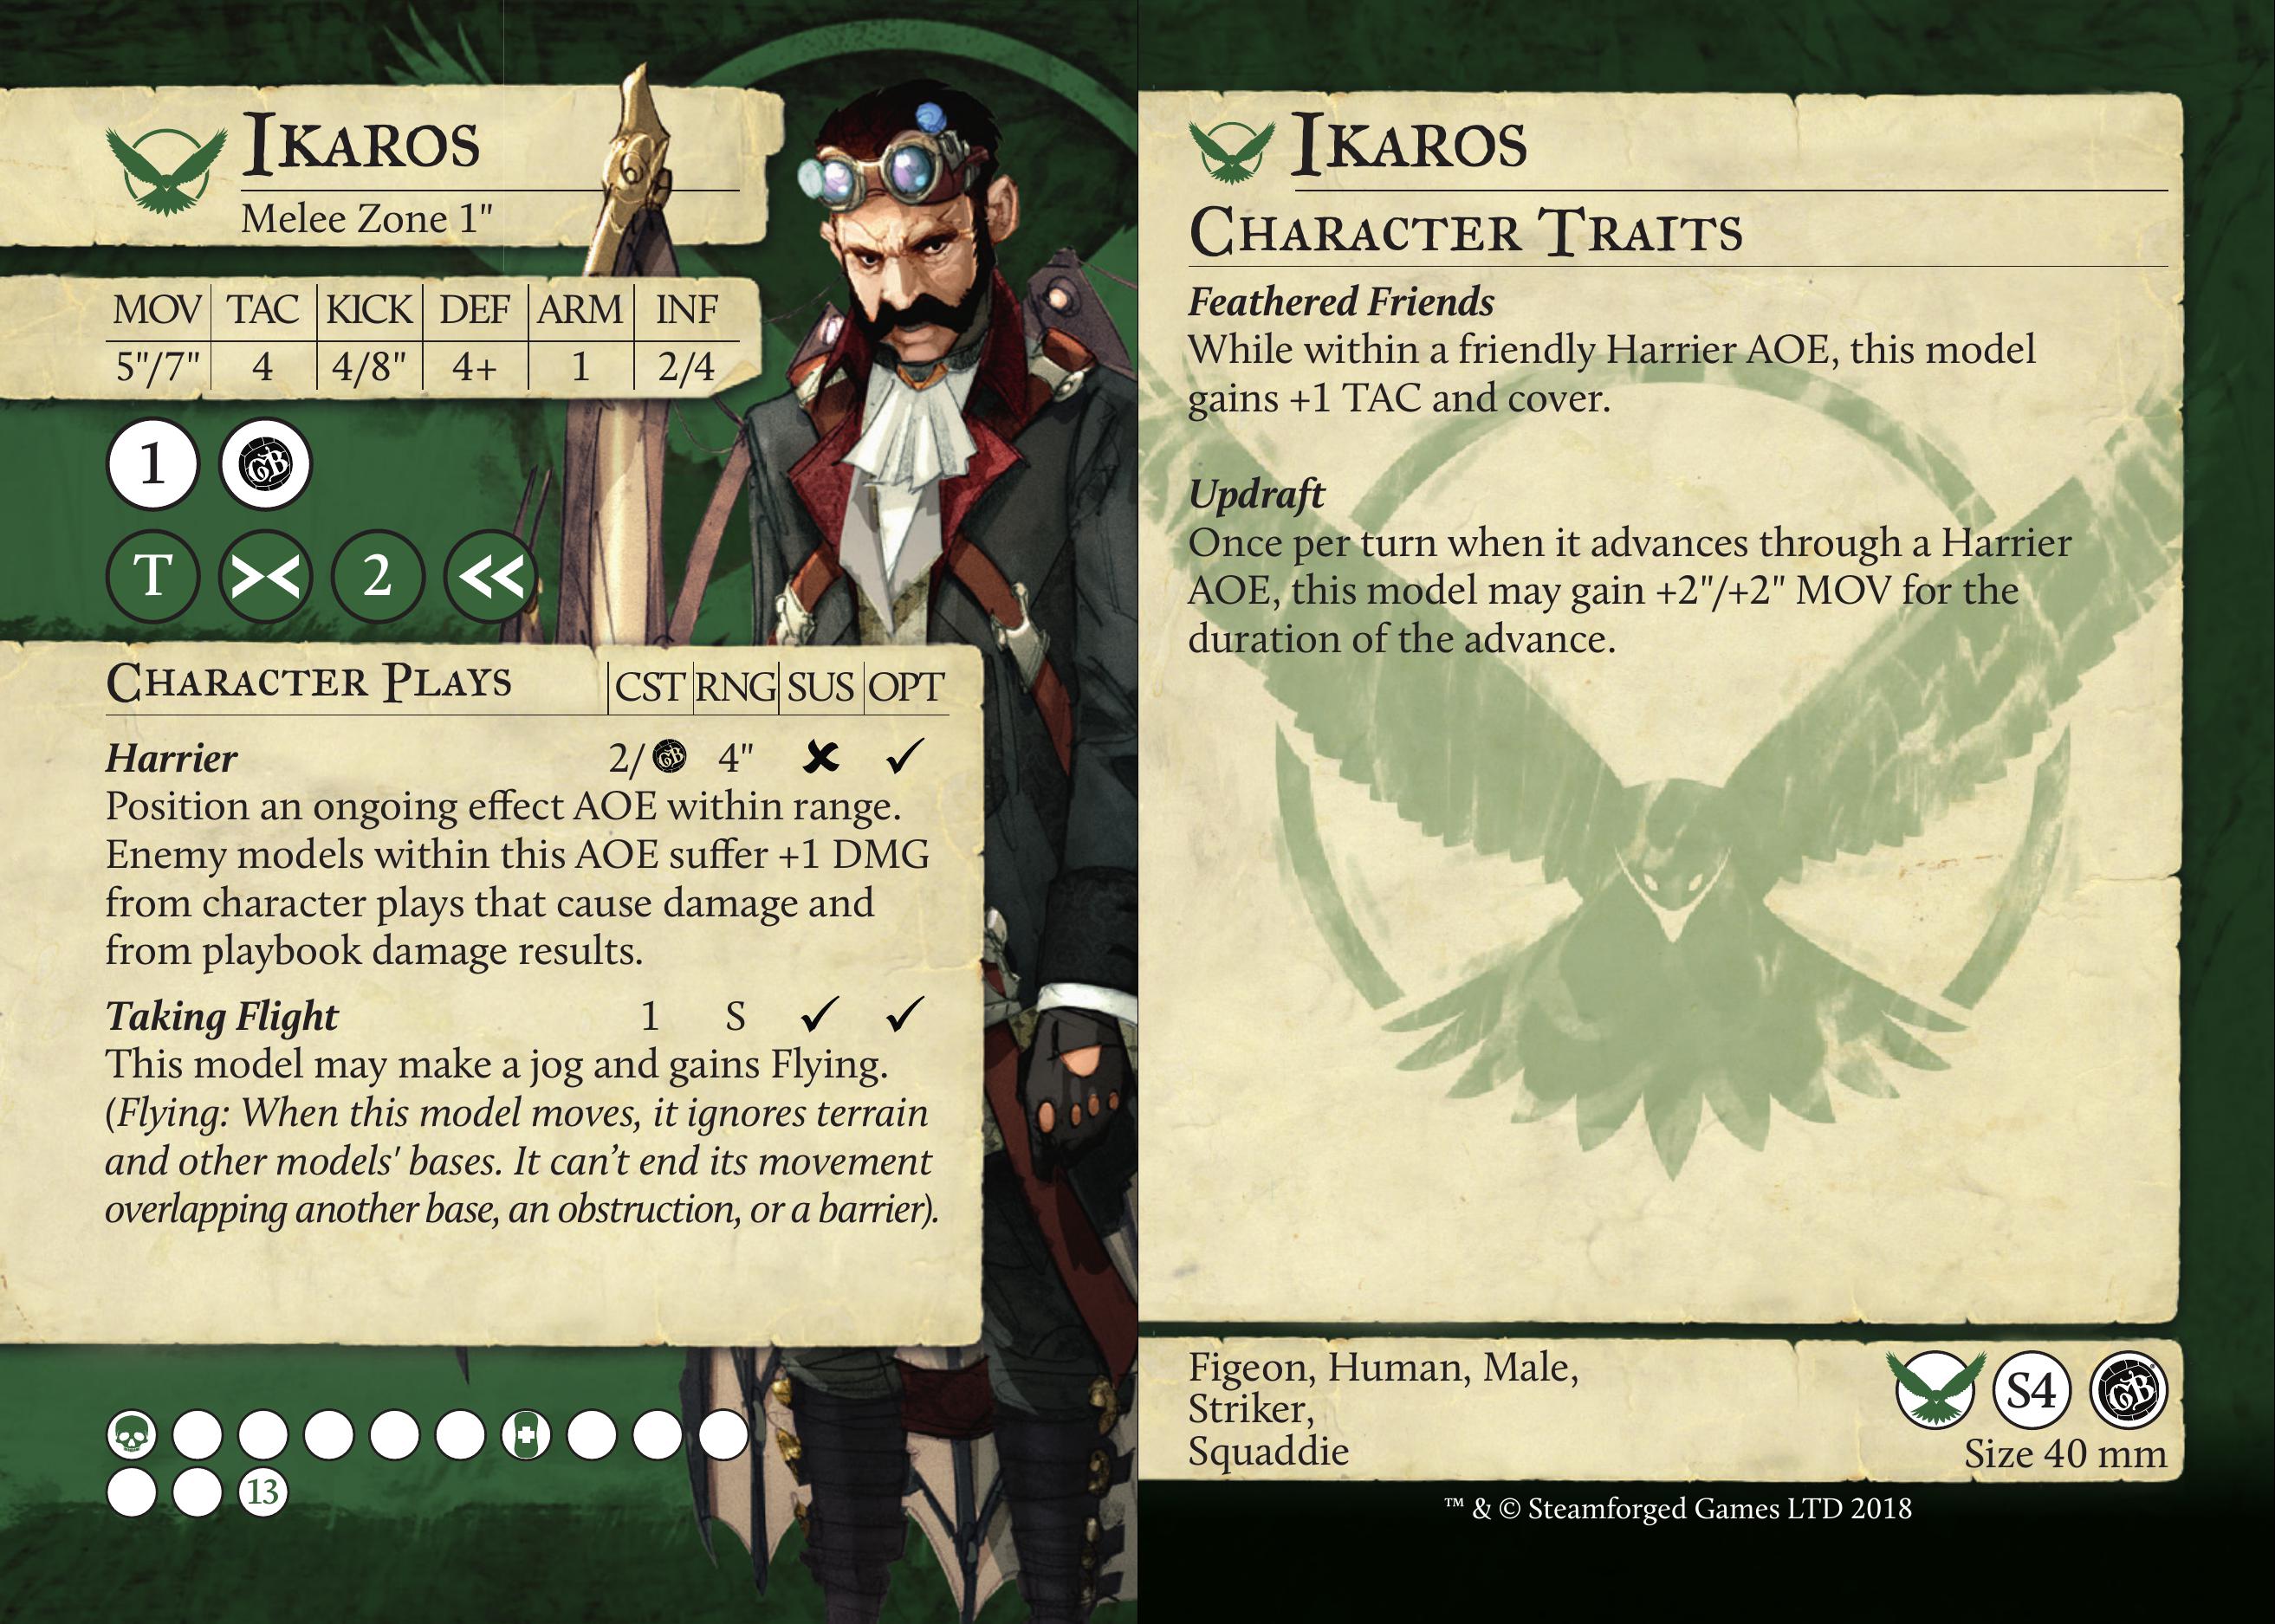 IKAROS
Melee Zone 1"
MOV TAC KICK DEF ARM INF
5"/7" 4 4/8" 4+ 1 2/4
1 GB
T >< 2 <<
CHARACTER PLAYS CST RNG SUS OPT
Harrier 2/GB 4" ✘ ✓
Position an ongoing effect AOE within range.
Enemy models within this AOE suffer +1 DMG
from character plays that cause damage and
from playbook damage results.
Taking Flight 1 S ✓ ✓
This model may make a jog and gains Flying.
(Flying: When this model moves, it ignores terrain
and other models' bases. It can’t end its movement
overlapping another base, an obstruction, or a barrier).
13
IKAROS
CHARACTER TRAITS
Feathered Friends
While within a friendly Harrier AOE, this model
gains +1 TAC and cover.
Updraft
Once per turn when it advances through a Harrier
AOE, this model may gain +2"/+2" MOV for the
duration of the advance.
Figeon, Human, Male,
Striker,
Squaddie
S4 GB
Size 40 mm
™ & © Steamforged Games LTD 2018